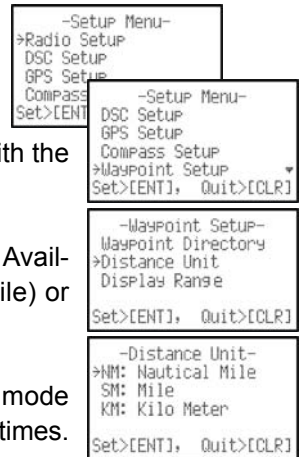 -Setup Menu-
→Radio Setup
DSC Setup
GPS Setup
Compass
Set>[ENT
-Setup Menu-
DSC Setup
GPS Setup
Compass Setup
→Waypoint Setup ▼
Set>[ENT], Quit>[CLR]
ith the
-Waypoint Setup-
Waypoint Directory
→Distance Unit
Display Range
Set>[ENT], Quit>[CLR]
Avail-
ile) or
-Distance Unit-
→NM: Nautical Mile
SM: Mile
KM: Kilo Meter
Set>[ENT], Quit>[CLR]
mode
times.